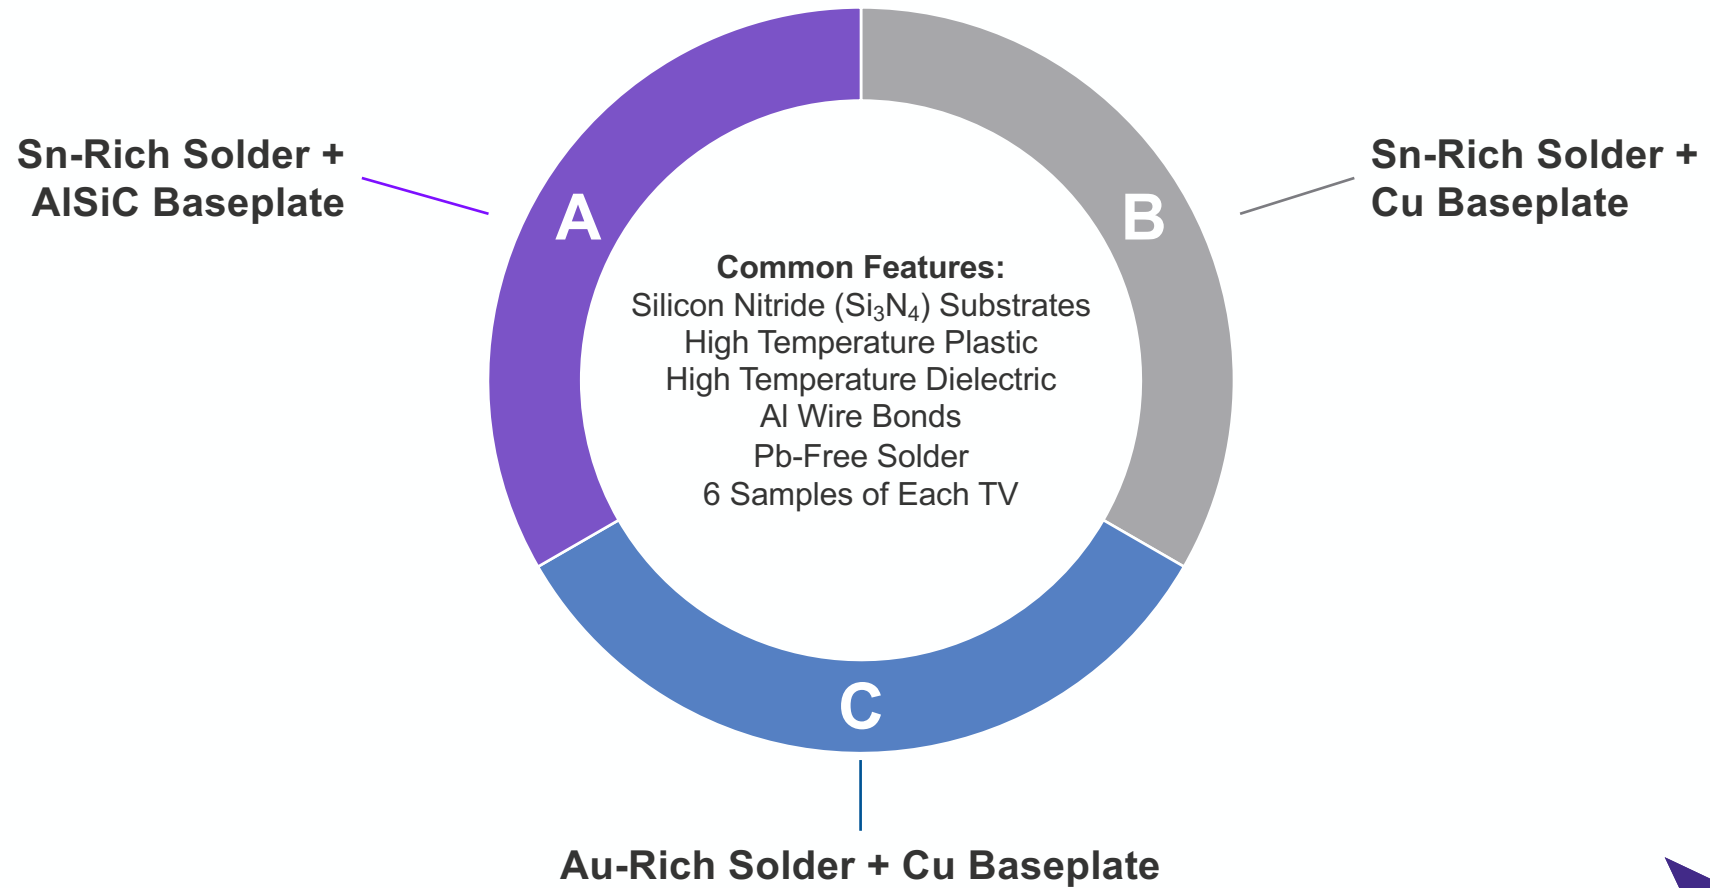 Sn-Rich Solder +
AlSiC Baseplate
A
B
Sn-Rich Solder +
Cu Baseplate
Common Features:
Silicon Nitride (Si₃N₄) Substrates
High Temperature Plastic
High Temperature Dielectric
Al Wire Bonds
Pb-Free Solder
6 Samples of Each TV
C
Au-Rich Solder + Cu Baseplate